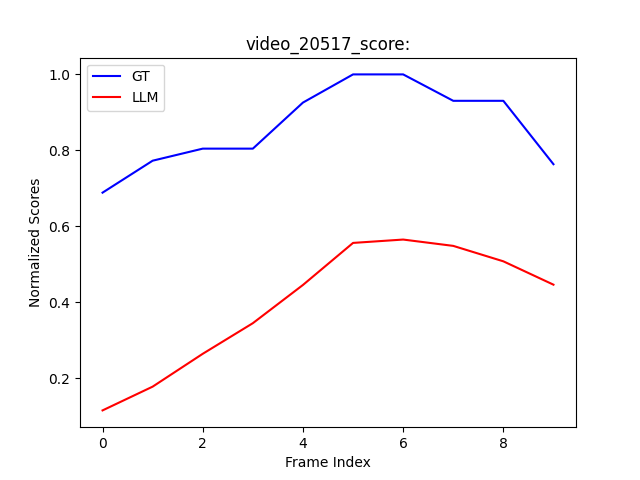 video_20517_score:
GT
LLM
Normalized Scores
1.0
0.8
0.6
0.4
0.2
0 2 4 6 8
Frame Index